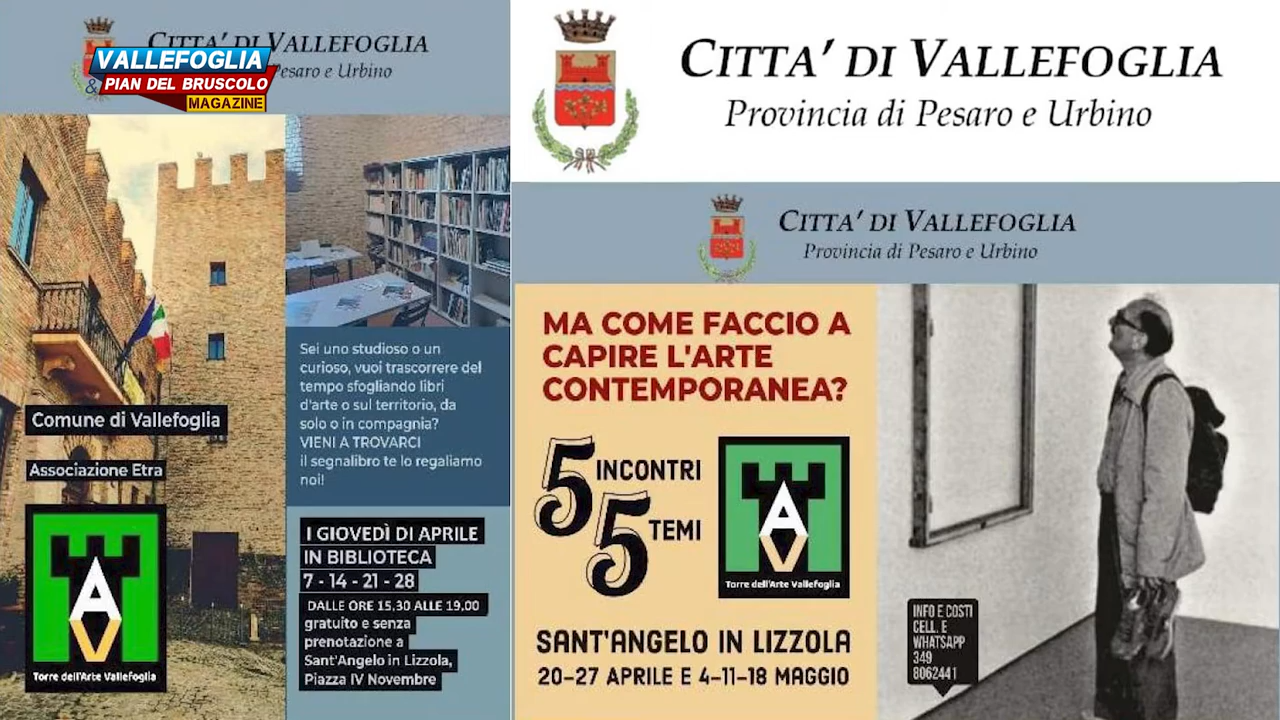 CITTA' DI VALLEFOGLIA
Pesaro e Urbino
VALLEFOGLIA
& PIAN DEL BRUSCOLO
MAGAZINE
Comune di Vallefoglia
Associazione Etra
AV
Torre dell'Arte Vallefoglia
Sei uno studioso o un
curioso, vuoi trascorrere del
tempo sfogliando libri
d'arte o sul territorio, da
solo o in compagnia?
VIENI A TROVARCI
il segnalibro te lo regaliamo
noi!
I GIOVEDÌ DI APRILE
IN BIBLIOTECA
7 - 14 - 21 - 28
DALLE ORE 15.30 ALLE 19.00
gratuito e senza
prenotazione a
Sant'Angelo in Lizzola,
Piazza IV Novembre
CITTA' DI VALLEFOGLIA
Provincia di Pesaro e Urbino
CITTA' DI VALLEFOGLIA
Provincia di Pesaro e Urbino
MA COME FACCIO A
CAPIRE L'ARTE
CONTEMPORANEA?
5 INCONTRI
5 TEMI
AV
Torre dell'Arte Vallefoglia
SANT'ANGELO IN LIZZOLA
20-27 APRILE E 4-11-18 MAGGIO
INFO E COSTI
CELL. E
WHATSAPP
349
8062441